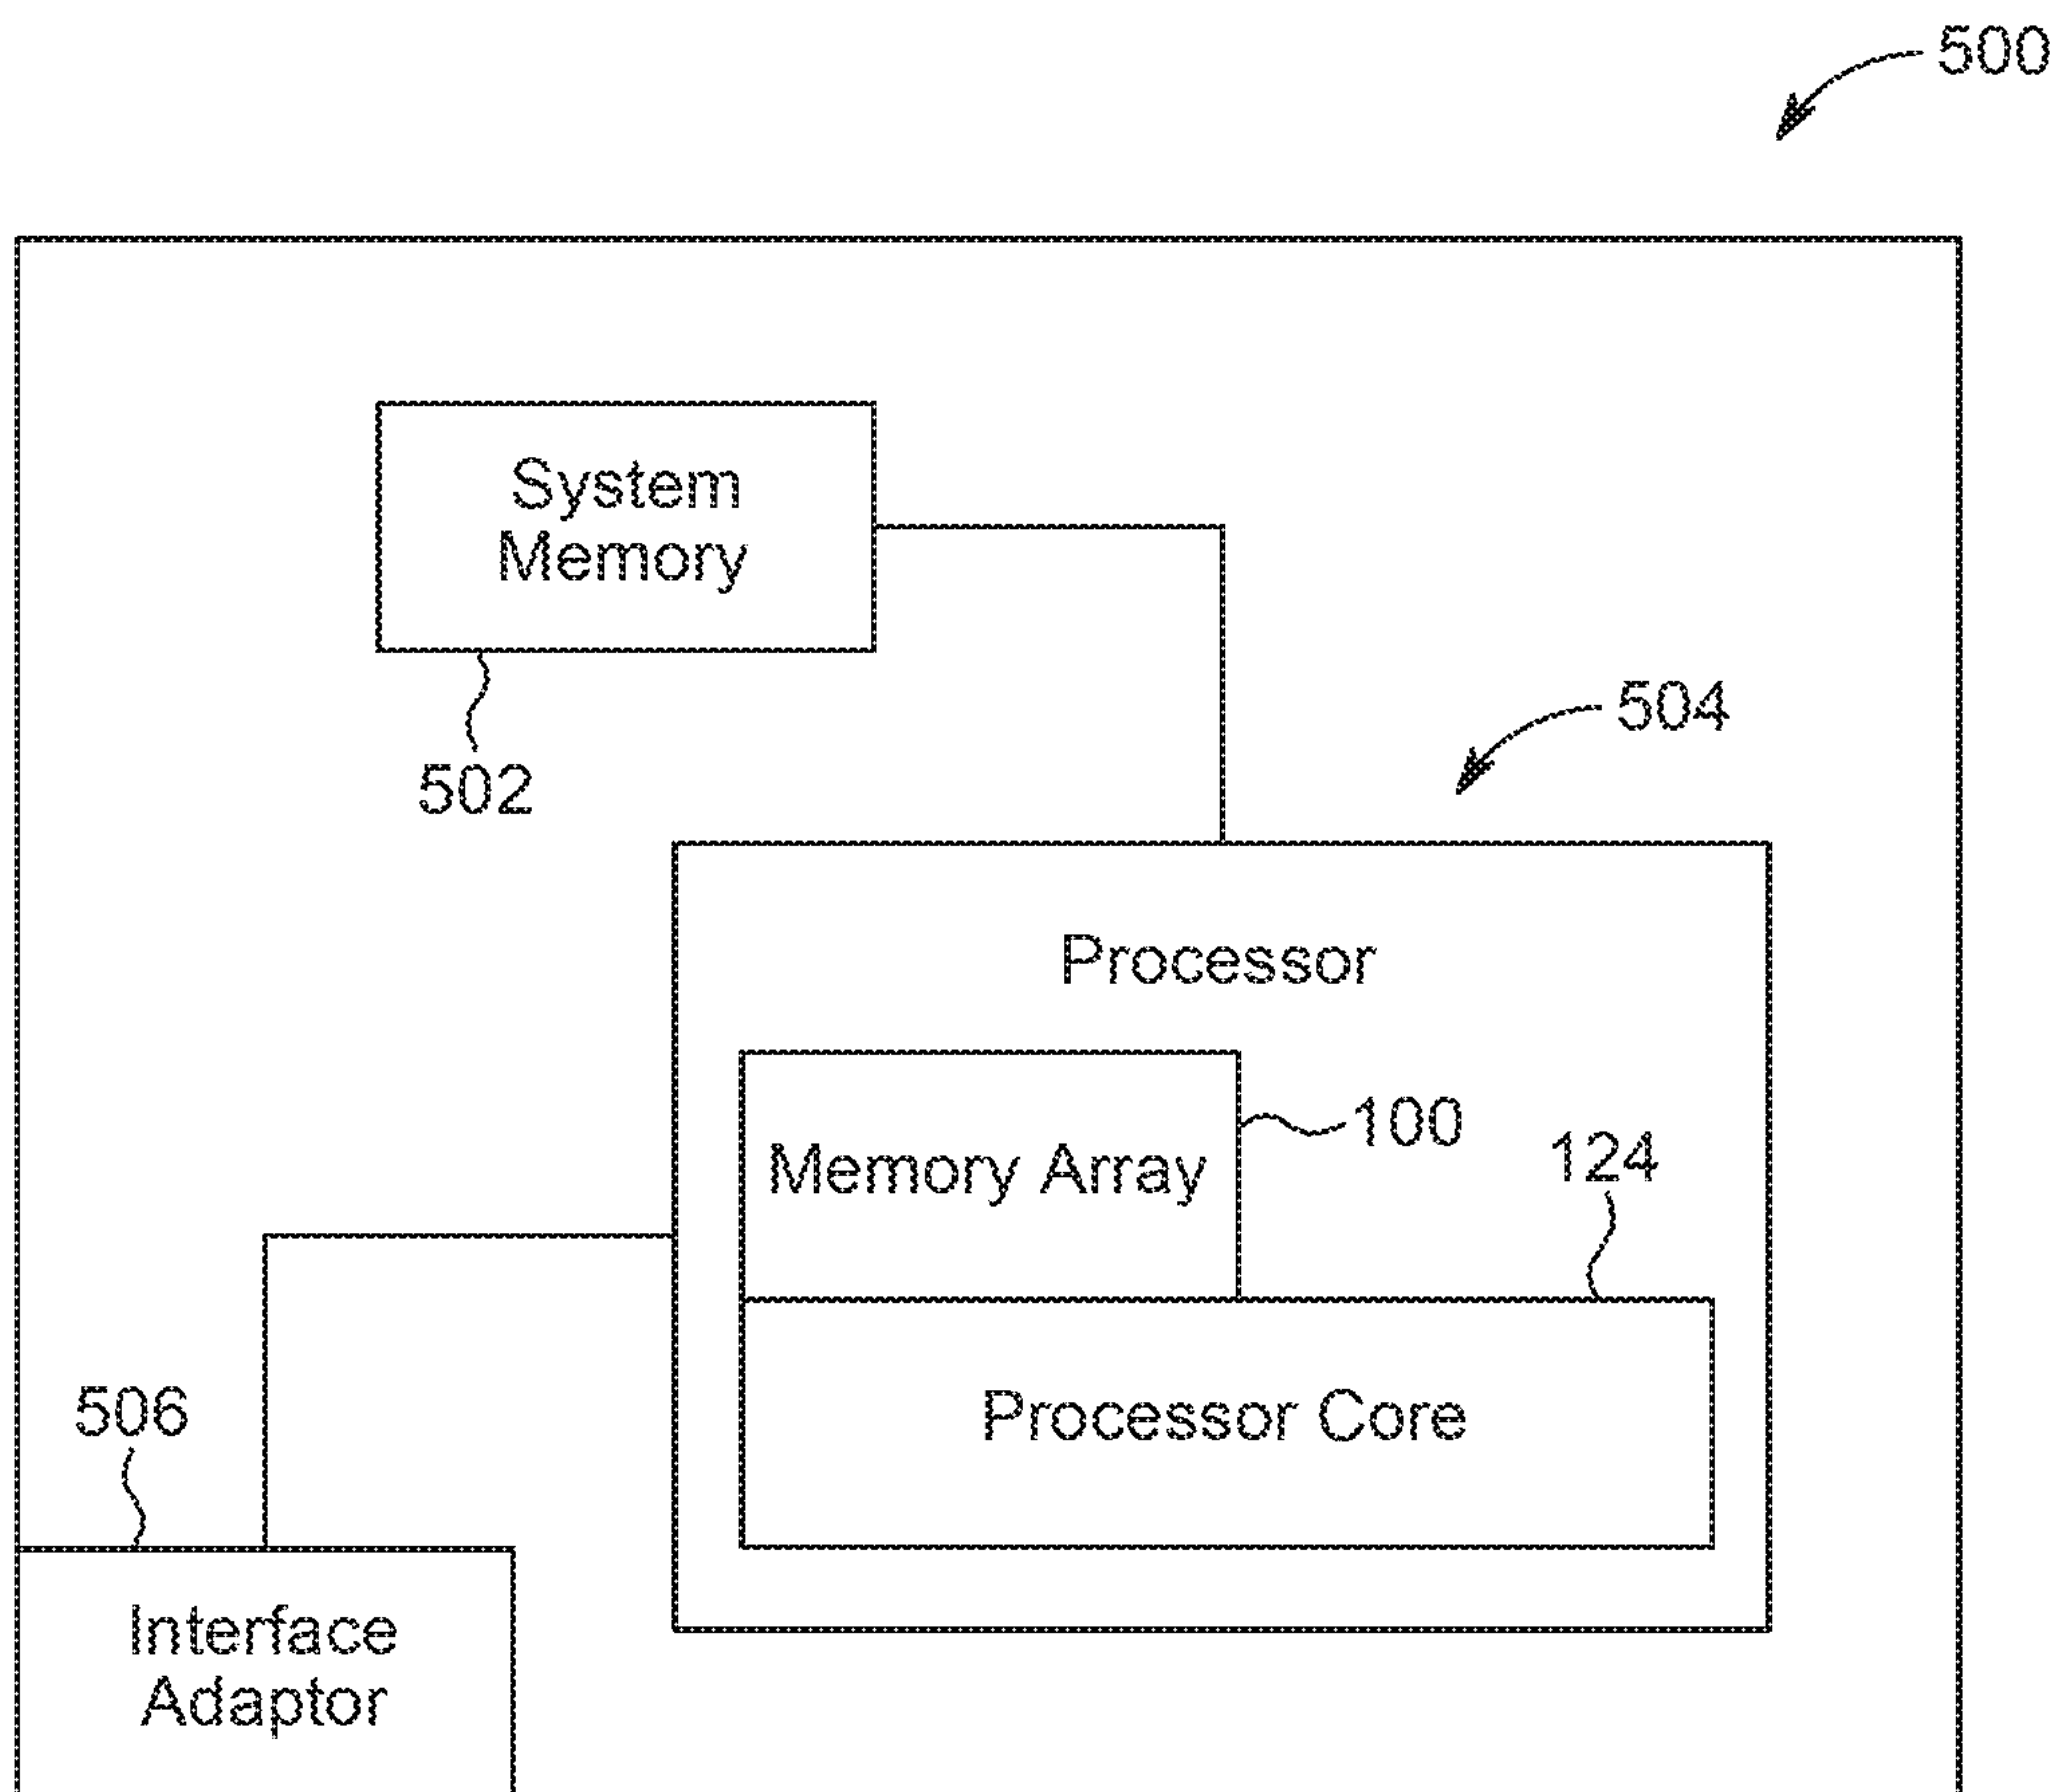 500
System
Memory
502
504
Processor
Memory Array
100
124
Processor Core
506
Interface
Adaptor